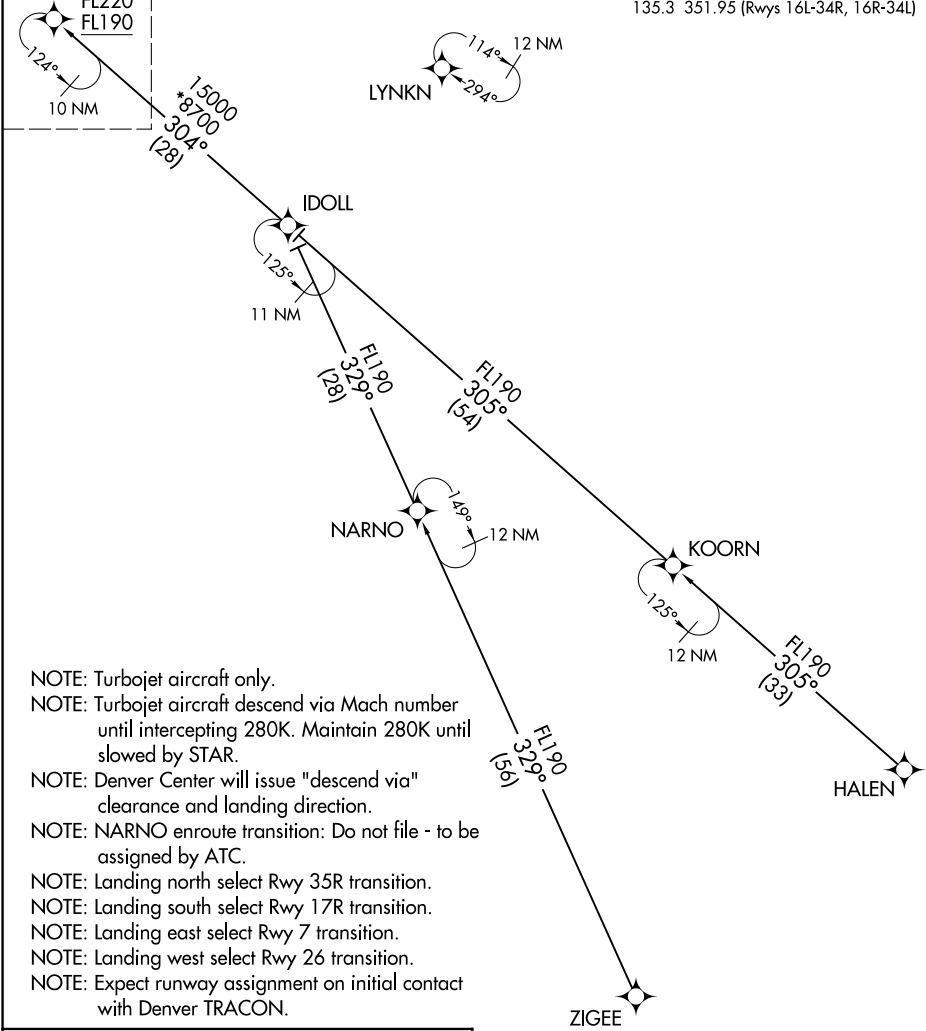 FL220
FL190
135.3 351.95 (Rwys 16L-34R, 16R-34L)
124°
10 NM
114°
12 NM
294°
LYNKN
15000
*8700
304°
(28)
IDOLL
125°
11 NM
FL190
329°
(28)
FL190
305°
(54)
NARNO
149°
12 NM
KOORN
125°
12 NM
FL190
305°
(33)
HALEN
FL190
329°
(56)
ZIGEE
NOTE: Turbojet aircraft only.
NOTE: Turbojet aircraft descend via Mach number
until intercepting 280K. Maintain 280K until
slowed by STAR.
NOTE: Denver Center will issue "descend via"
clearance and landing direction.
NOTE: NARNO enroute transition: Do not file - to be
assigned by ATC.
NOTE: Landing north select Rwy 35R transition.
NOTE: Landing south select Rwy 17R transition.
NOTE: Landing east select Rwy 7 transition.
NOTE: Landing west select Rwy 26 transition.
NOTE: Expect runway assignment on initial contact
with Denver TRACON.